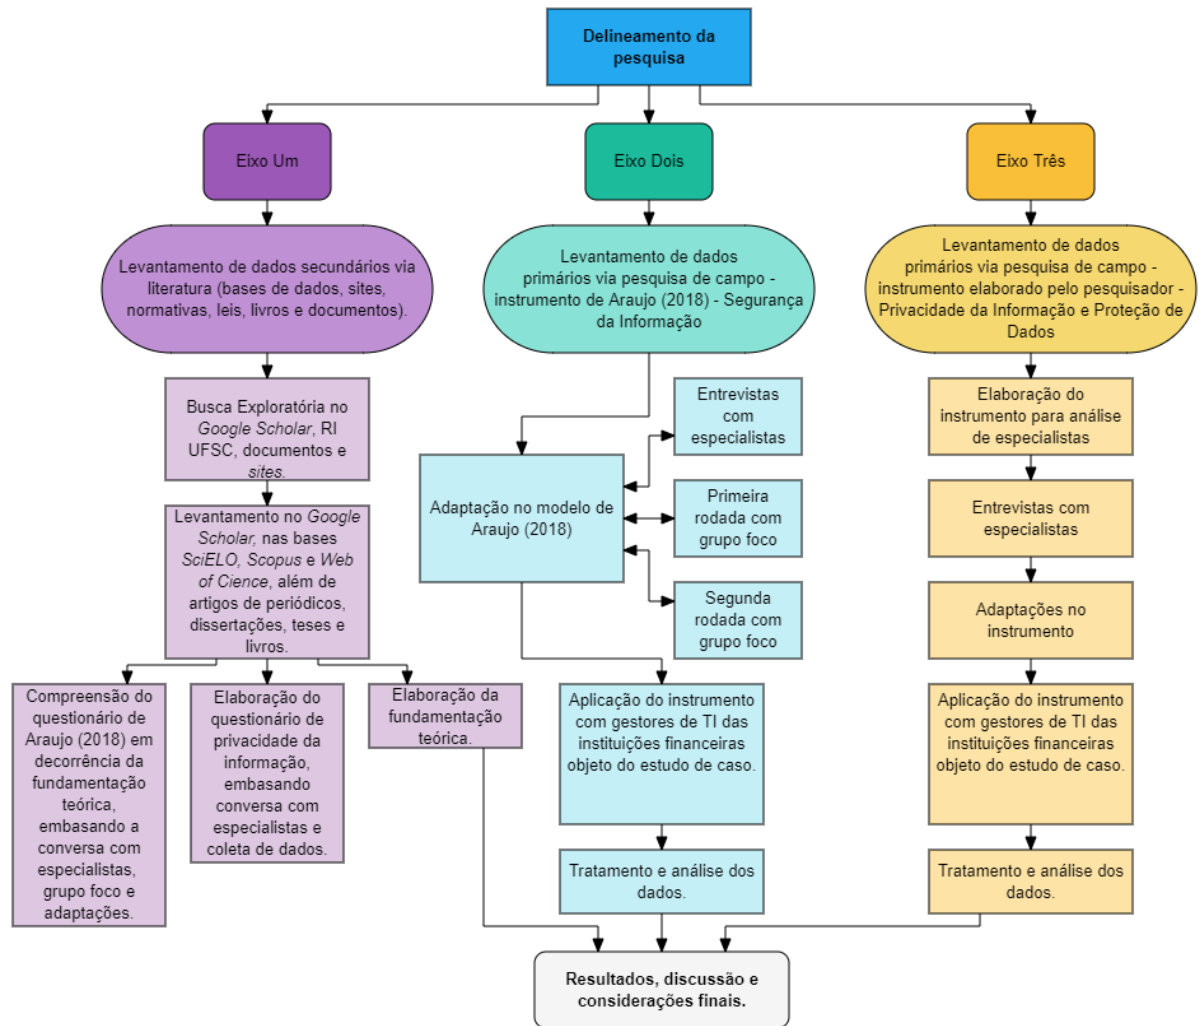 Delineamento da
pesquisa
Eixo Um
Eixo Dois
Eixo Três
Levantamento de dados secundários via
literatura (bases de dados, sites,
normativas, leis, livros e documentos).
Levantamento de dados
primários via pesquisa de campo -
instrumento de Araujo (2018) - Segurança
da Informação
Levantamento de dados
primários via pesquisa de campo -
instrumento elaborado pelo pesquisador -
Privacidade da Informação e Proteção de
Dados
Busca Exploratória no
Google Scholar, RI
UFSC, documentos e
sites.
Levantamento no Google
Scholar, nas bases
SciELO, Scopus e Web
of Cience, além de
artigos de periódicos,
dissertações, teses e
livros.
Compreensão do
questionário de
Araujo (2018) em
decorrência da
fundamentação
teórica,
embasando a
conversa com
especialistas,
grupo foco e
adaptações.
Elaboração do
questionário de
privacidade da
informação,
embasando
conversa com
especialistas e
coleta de dados.
Elaboração da
fundamentação
teórica.
Adaptação no modelo de
Araujo (2018)
Entrevistas
com
especialistas
Primeira
rodada com
grupo foco
Segunda
rodada com
grupo foco
Aplicação do instrumento
com gestores de TI das
instituições financeiras
objeto do estudo de caso.
Tratamento e análise dos
dados.
Elaboração do
instrumento para análise
de especialistas
Entrevistas com
especialistas
Adaptações no
instrumento
Aplicação do instrumento
com gestores de TI das
instituições financeiras
objeto do estudo de caso.
Tratamento e análise dos
dados.
Resultados, discussão e
considerações finais.